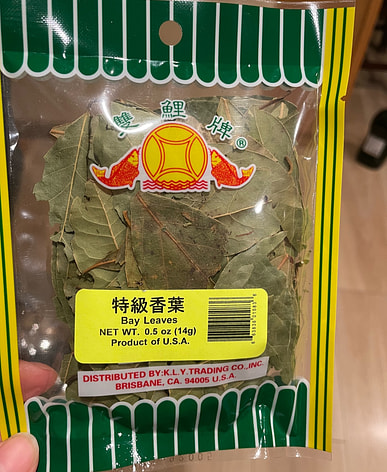 雙鯉牌®
特級香葉
Bay Leaves
NET WT. 0.5 oz (14g)
Product of U.S.A.
DISTRIBUTED BY:K.L.Y.TRADING CO.,INC.
BRISBANE, CA. 94005 U.S.A.